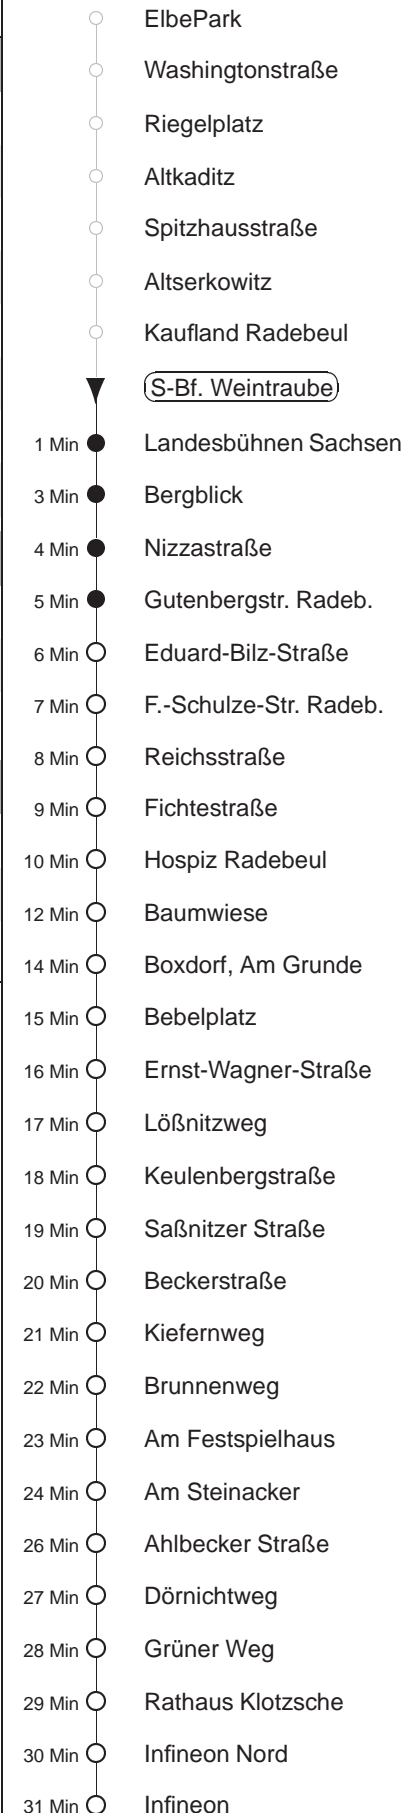 ElbePark
Washingtonstraße
Riegelplatz
Altkaditz
Spitzhausstraße
Altserkowitz
Kaufland Radebeul
S-Bf. Weintraube
1 Min Landesbühnen Sachsen
3 Min Bergblick
4 Min Nizzastraße
5 Min Gutenbergstr. Radeb.
6 Min Eduard-Bilz-Straße
7 Min F.-Schulze-Str. Radeb.
8 Min Reichsstraße
9 Min Fichtestraße
10 Min Hospiz Radebeul
12 Min Baumwiese
14 Min Boxdorf, Am Grunde
15 Min Bebelplatz
16 Min Ernst-Wagner-Straße
17 Min Lößnitzweg
18 Min Keulenbergstraße
19 Min Saßnitzer Straße
20 Min Beckerstraße
21 Min Kiefernweg
22 Min Brunnenweg
23 Min Am Festspielhaus
24 Min Am Steinacker
26 Min Ahlbecker Straße
27 Min Dörnichtweg
28 Min Grüner Weg
29 Min Rathaus Klotzsche
30 Min Infineon Nord
31 Min Infineon